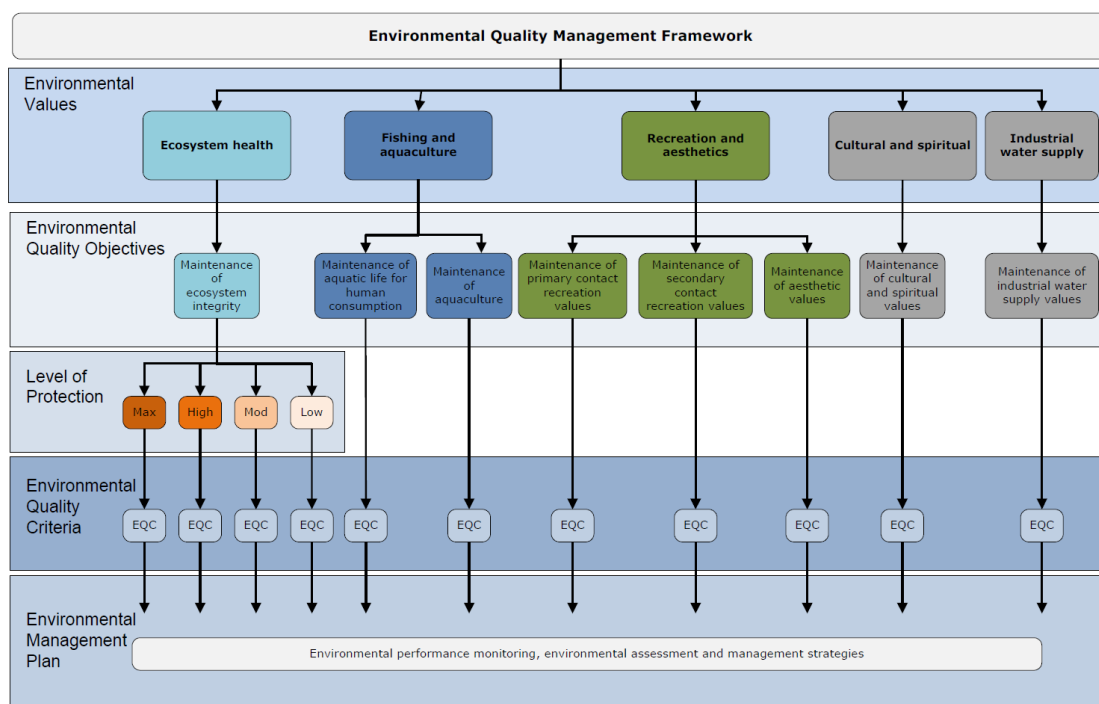 Environmental Quality Management Framework
Environmental
Values
Ecosystem health
Fishing and
aquaculture
Recreation and
aesthetics
Cultural and spiritual
Industrial
water supply
Environmental
Quality Objectives
Maintenance
of
ecosystem
integrity
Maintenance of
aquatic life for
human
consumption
Maintenance
of
aquaculture
Maintenance of
primary contact
recreation
values
Maintenance of
secondary
contact
recreation values
Maintenance
of aesthetic
values
Maintenance
of cultural
and spiritual
values
Maintenance of
industrial water
supply values
Level of
Protection
Max
High
Mod
Low
Environmental
Quality
Criteria
EQC
EQC
EQC
EQC
EQC
EQC
EQC
EQC
EQC
EQC
EQC
Environmental
Management
Plan
Environmental performance monitoring, environmental assessment and management strategies